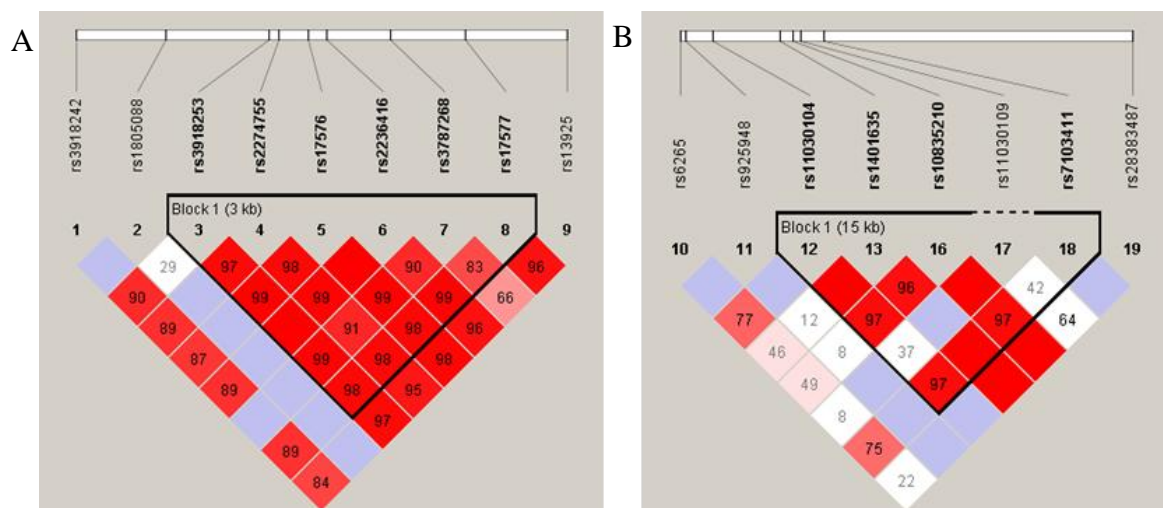 A
rs3918242
rs1805088
rs3918253
rs2274755
rs17576
rs2236416
rs3787268
rs17577
rs13925
Block 1 (3 kb)
1 2 3 4 5 6 7 8 9
29 97 98 90 83 96
90 99 99 99 99 66
89 91 98 96
87 99 98 98
89 98 95
97
89
84
B
rs6265
rs925948
rs11030104
rs1401635
rs10835210
rs11030109
rs7103411
rs28383487
Block 1 (15 kb)
10 11 12 13 16 17 18 19
96 42
77 12 97 97 64
46 8 37
49 97
8
75
22